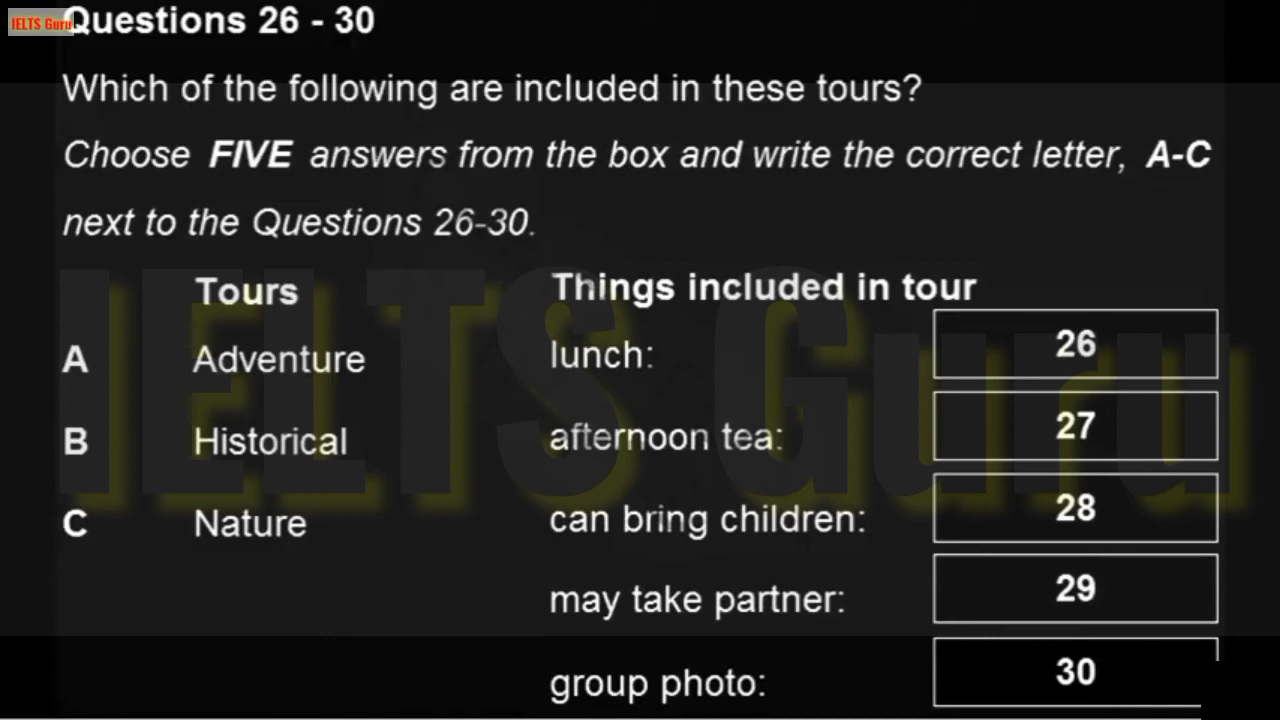 IELTS Guru
Questions 26 - 30
Which of the following are included in these tours?
Choose FIVE answers from the box and write the correct letter, A-C
next to the Questions 26-30.
Tours Things included in tour
A Adventure lunch: 26
B Historical afternoon tea: 27
C Nature can bring children: 28
may take partner: 29
group photo: 30
IELTS Guru